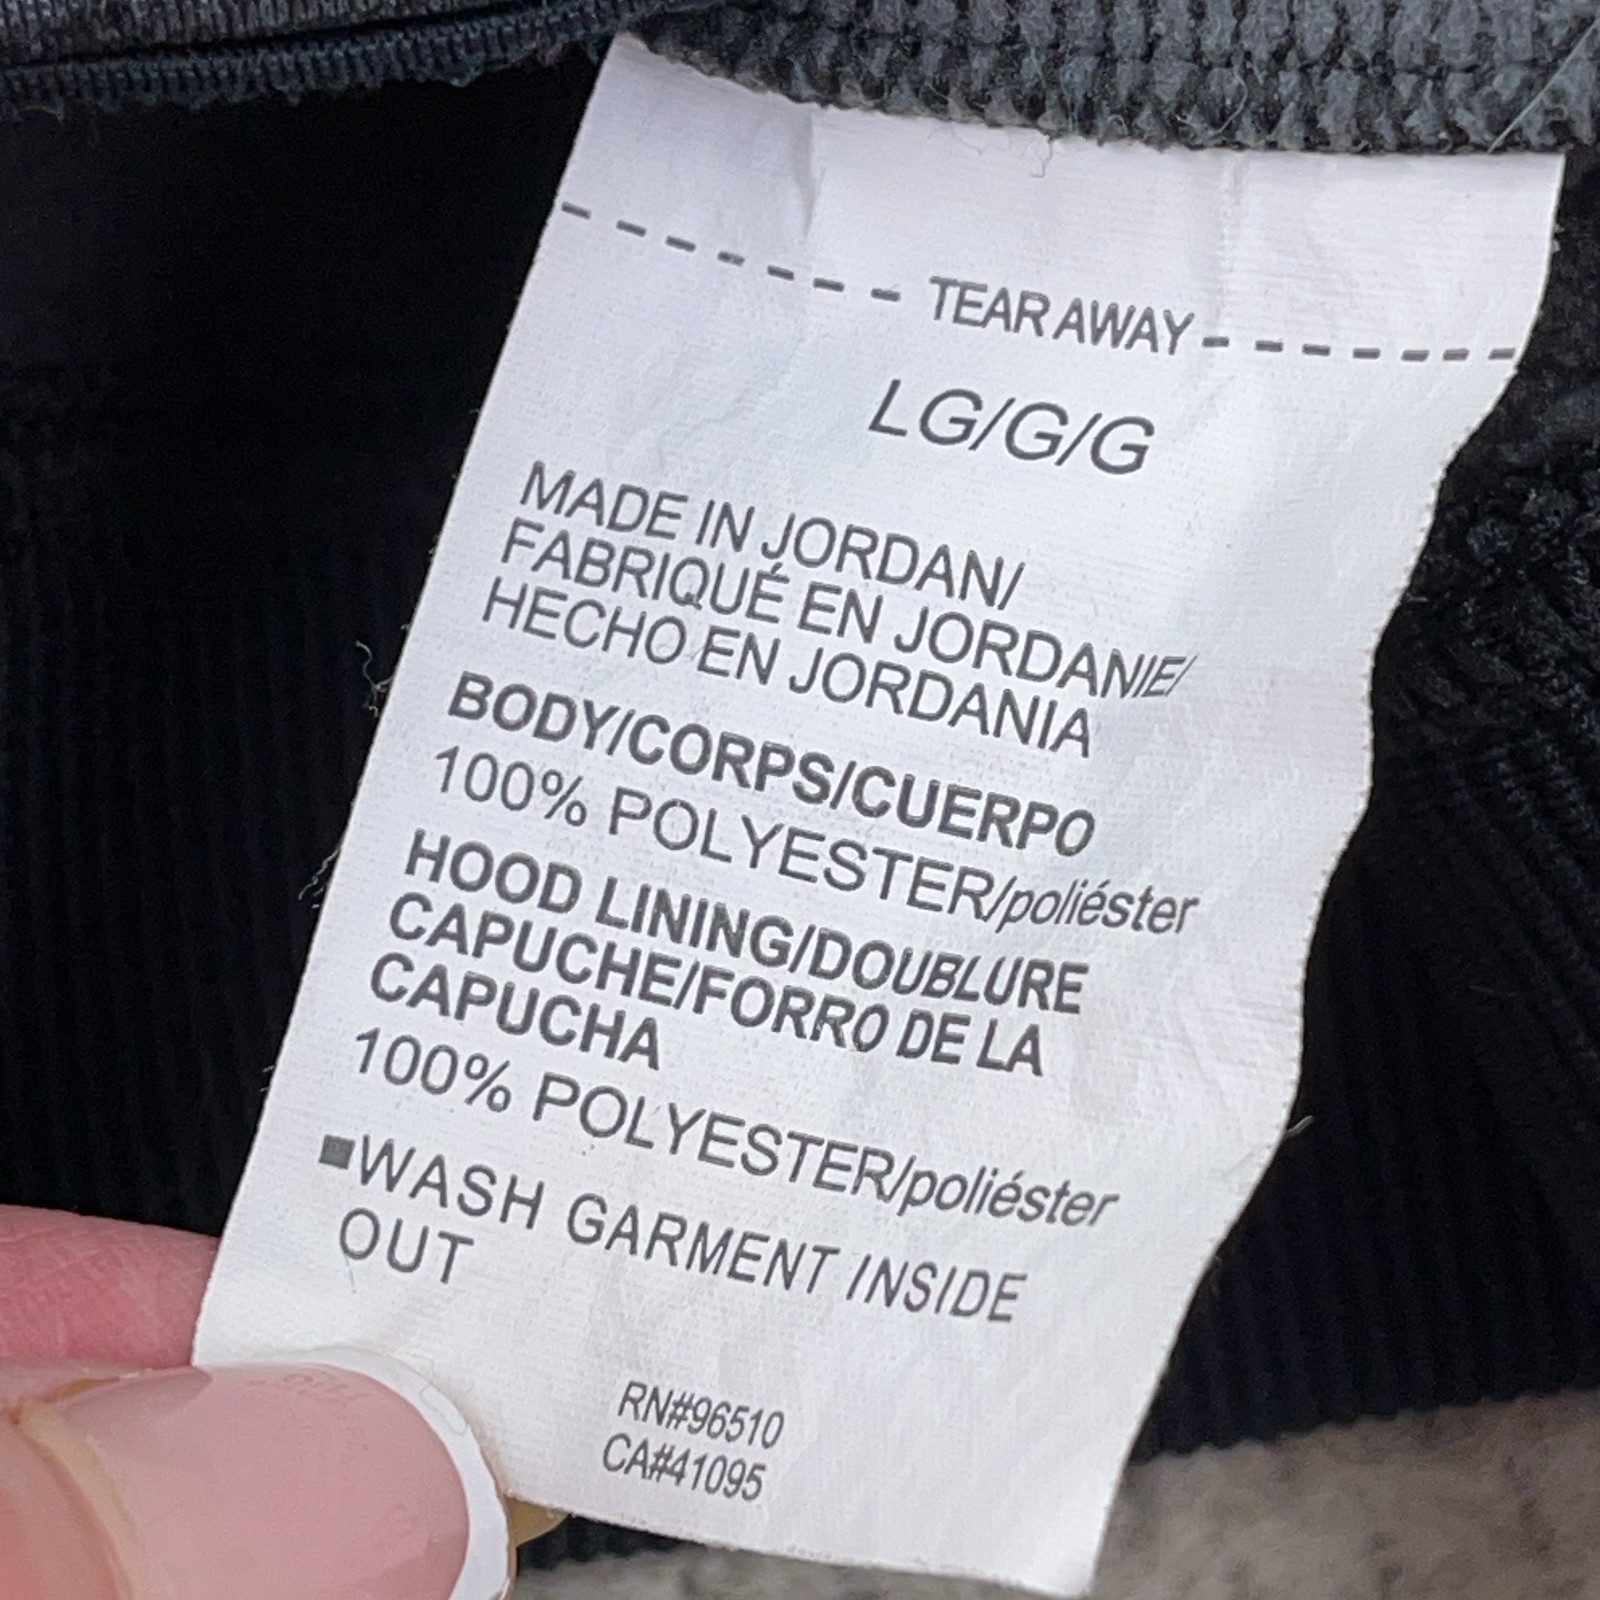 TEAR AWAY
LG/G/G
MADE IN JORDAN/
FABRIQUÉ EN JORDANIE/
HECHO EN JORDANIA
BODY/CORPS/CUERPO
100% POLYESTER/poliéster
HOOD LINING/DOUBLURE
CAPUCHE/FORRO DE LA
CAPUCHA
100% POLYESTER/poliéster
■WASH GARMENT INSIDE
OUT
RN#96510
CA#41095